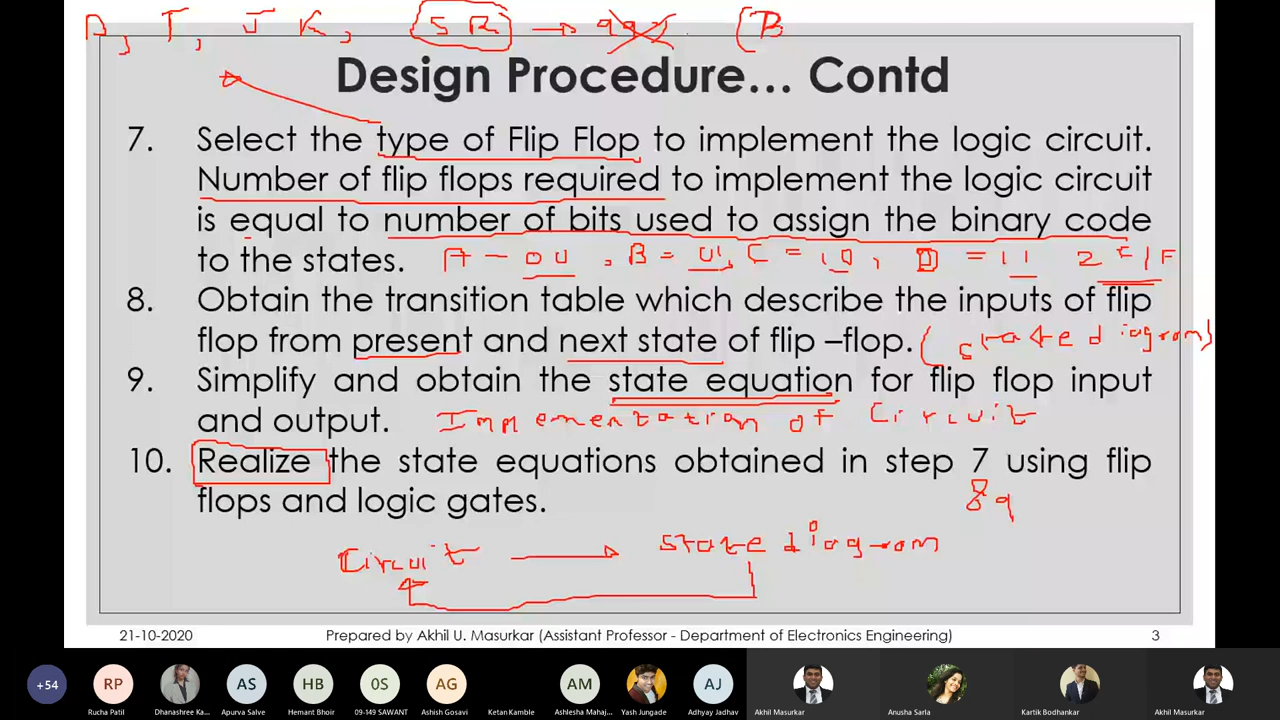 D, T, J K, SR → (B
Design Procedure... Contd
7. Select the type of Flip Flop to implement the logic circuit.
Number of flip flops required to implement the logic circuit
is equal to number of bits used to assign the binary code
to the states. A - 00, B = 01, C = 10, D = 11 2 F/F
8. Obtain the transition table which describe the inputs of flip
flop from present and next state of flip –flop. (state diagram)
9. Simplify and obtain the state equation for flip flop input
and output. Implementation of Circuit
10. Realize the state equations obtained in step 7 using flip
flops and logic gates. 8 9
Circuit → state diagram
21-10-2020 Prepared by Akhil U. Masurkar (Assistant Professor - Department of Electronics Engineering) 3
+54 RP AS HB 0S AG AM AJ
Rucha Patil Dhanashree Ka... Apurva Salve Hemant Bhoir 09-149 SAWANT Ashish Gosavi Ketan Kamble Ashlesha Mahaj... Yash Jungade Adhyay Jadhav Akhil Masurkar Anusha Sarla Kartik Bodhankar Akhil Masurkar